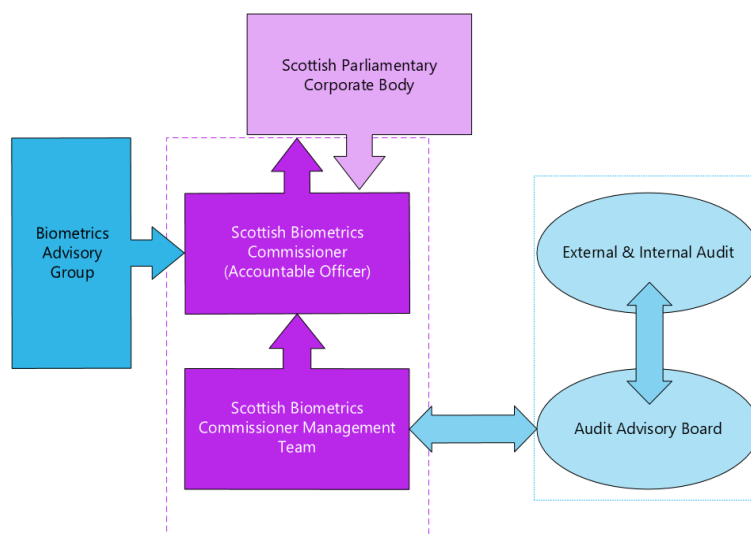 Scottish Parliamentary
Corporate Body
Biometrics
Advisory
Group
Scottish Biometrics
Commissioner
(Accountable Officer)
External & Internal Audit
Scottish Biometrics
Commissioner Management
Team
Audit Advisory Board